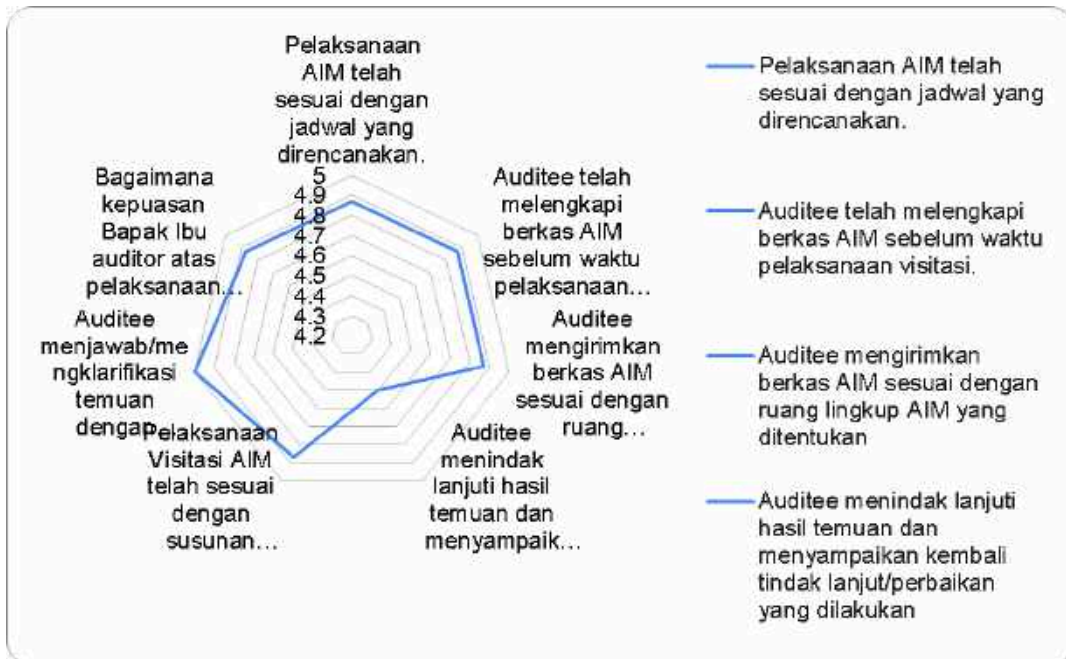 Pelaksanaan
AIM telah
sesuai dengan
jadwal yang
direncanakan.
5
4.9
4.8
4.7
4.6
4.5
4.4
4.3
4.2
Auditee telah
melengkapi
berkas AIM
sebelum waktu
pelaksanaan...
Auditee
mengirimkan
berkas AIM
sesuai dengan
ruang...
Auditee
menindak
lanjuti hasil
temuan dan
menyampaik...
Pelaksanaan
Visitasi AIM
telah sesuai
dengan
susunan...
Auditee
menjawab/me
ngklarifikasi
temuan
dengan
Bagaimana
kepuasan
Bapak Ibu
auditor atas
pelaksanaan...
Pelaksanaan AIM telah
sesuai dengan jadwal yang
direncanakan.
Auditee telah melengkapi
berkas AIM sebelum waktu
pelaksanaan visitasi.
Auditee mengirimkan
berkas AIM sesuai dengan
ruang lingkup AIM yang
ditentukan
Auditee menindak lanjuti
hasil temuan dan
menyampaikan kembali
tindak lanjut/perbaikan
yang dilakukan